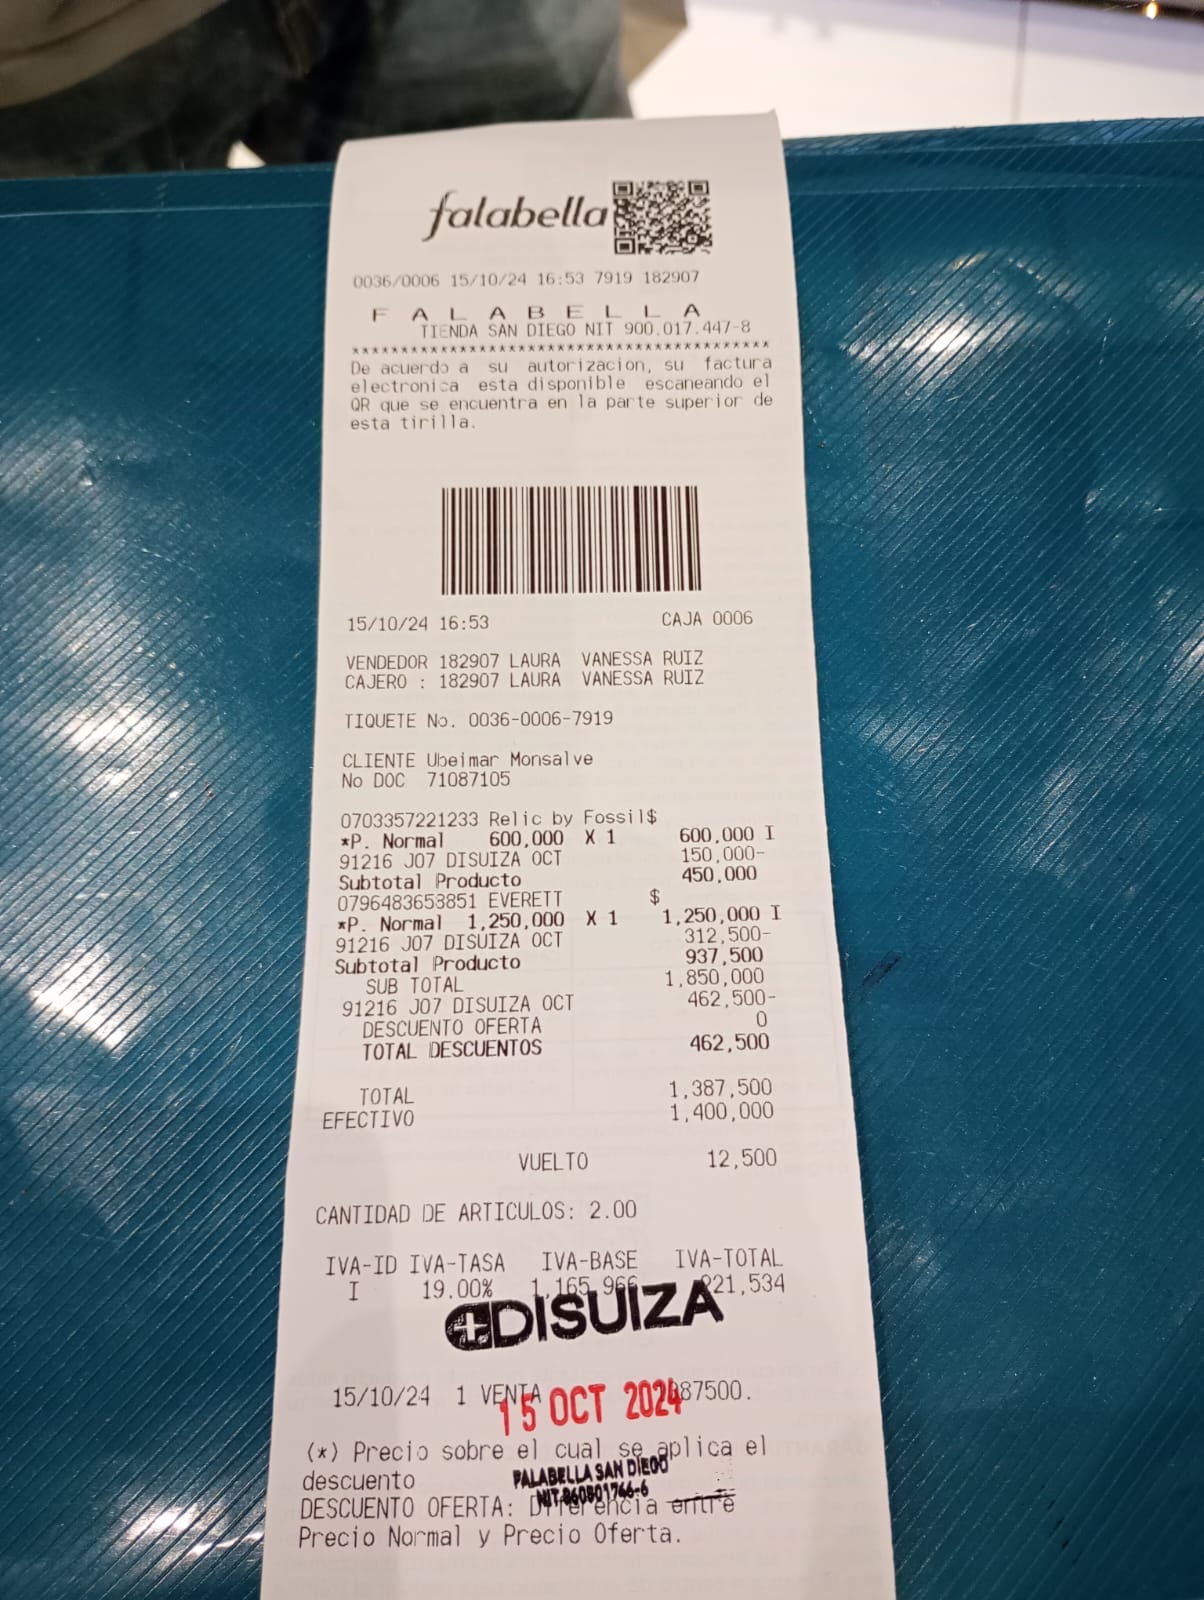 falabella
0036/0006 15/10/24 16:53 7919 182907
F A L A B E L L A
TIENDA SAN DIEGO NIT 900.017.447-8
******************************************
De acuerdo a su autorizacion, su factura
electronica esta disponible escaneando el
QR que se encuentra en la parte superior de
esta tirilla.
15/10/24 16:53 CAJA 0006
VENDEDOR 182907 LAURA VANESSA RUIZ
CAJERO : 182907 LAURA VANESSA RUIZ
TIQUETE No. 0036-0006-7919
CLIENTE Ubeimar Monsalve
No DOC 71087105
0703357221233 Relic by Fossil$
*P. Normal 600,000 X 1 600,000 I
91216 J07 DISUIZA OCT 150,000-
Subtotal Producto 450,000
0796483653851 EVERETT $
*P. Normal 1,250,000 X 1 1,250,000 I
91216 J07 DISUIZA OCT 312,500-
Subtotal Producto 937,500
SUB TOTAL 1,850,000
91216 J07 DISUIZA OCT 462,500-
DESCUENTO OFERTA 0
TOTAL DESCUENTOS 462,500
TOTAL 1,387,500
EFECTIVO 1,400,000
VUELTO 12,500
CANTIDAD DE ARTICULOS: 2.00
IVA-ID IVA-TASA IVA-BASE IVA-TOTAL
I 19.00% 1,165,966 221,534
DISUIZA
15/10/24 1 VENTA 87500.
15 OCT 2024
(*) Precio sobre el cual se aplica el
descuento
FALABELLA SAN DIEGO
NIT.860801766-6
DESCUENTO OFERTA: Diferencia entre
Precio Normal y Precio Oferta.